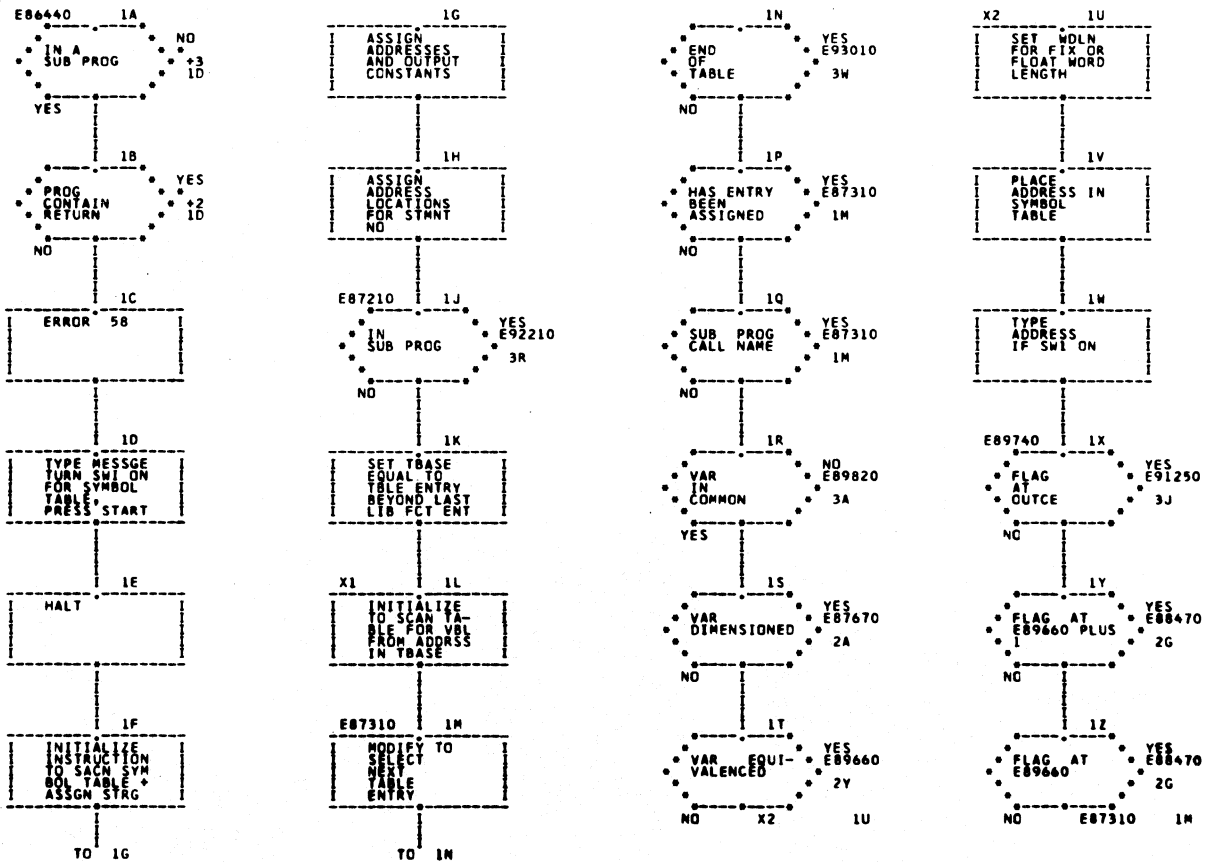 E86440 1A
IN A
SUB PROG
NO
+3
1D
YES
1B
PROG
CONTAIN
RETURN
YES
+2
1D
NO
1C
ERROR 58
1D
TYPE MESSGE
TURN SW1 ON
FOR SYMBOL
TABLE,
PRESS START
1E
HALT
1F
INITIALIZE
INSTRUCTION
TO SACN SYM
BOL TABLE +
ASSGN STRG
TO 1G
1G
ASSIGN
ADDRESSES
AND OUTPUT
CONSTANTS
1H
ASSIGN
ADDRESS
LOCATIONS
FOR STMNT
NO
E87210 1J
IN
SUB PROG
YES
E92210
3R
NO
1K
SET TBASE
EQUAL TO
TBLE ENTRY
BEYOND LAST
LIB FCT ENT
X1 1L
INITIALIZE
TO SCAN TA-
BLE FOR VBL
FROM ADDRSS
IN TBASE
E87310 1M
MODIFY TO
SELECT
NEXT
TABLE
ENTRY
TO 1N
1N
END
OF
TABLE
YES
E93010
3W
NO
1P
HAS ENTRY
BEEN
ASSIGNED
YES
E87310
1M
NO
1Q
SUB PROG
CALL NAME
YES
E87310
1M
NO
1R
VAR
IN
COMMON
NO
E89820
3A
YES
1S
VAR
DIMENSIONED
YES
E87670
2A
NO
1T
VAR EQUI-
VALENCED
YES
E89660
2Y
NO X2 1U
X2 1U
SET WDLN
FOR FIX OR
FLOAT WORD
LENGTH
1V
PLACE
ADDRESS IN
SYMBOL
TABLE
1W
TYPE
ADDRESS
IF SW1 ON
E89740 1X
FLAG
AT
OUTCE
YES
E91250
3J
NO
1Y
FLAG AT
E89660 PLUS
1
YES
E88470
2G
NO
1Z
FLAG AT
E89660
YES
E88470
2G
NO E87310 1M